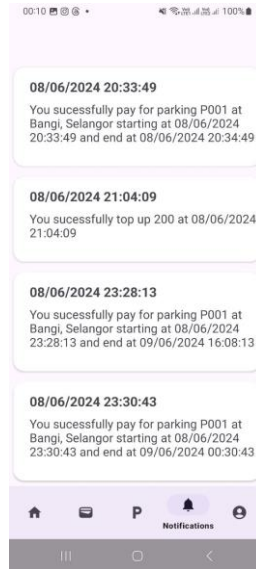 00:10
100%
08/06/2024 20:33:49
You sucessfully pay for parking P001 at
Bangi, Selangor starting at 08/06/2024
20:33:49 and end at 08/06/2024 20:34:49
08/06/2024 21:04:09
You sucessfully top up 200 at 08/06/2024
21:04:09
08/06/2024 23:28:13
You sucessfully pay for parking P001 at
Bangi, Selangor starting at 08/06/2024
23:28:13 and end at 09/06/2024 16:08:13
08/06/2024 23:30:43
You sucessfully pay for parking P001 at
Bangi, Selangor starting at 08/06/2024
23:30:43 and end at 09/06/2024 00:30:43
P
Notifications